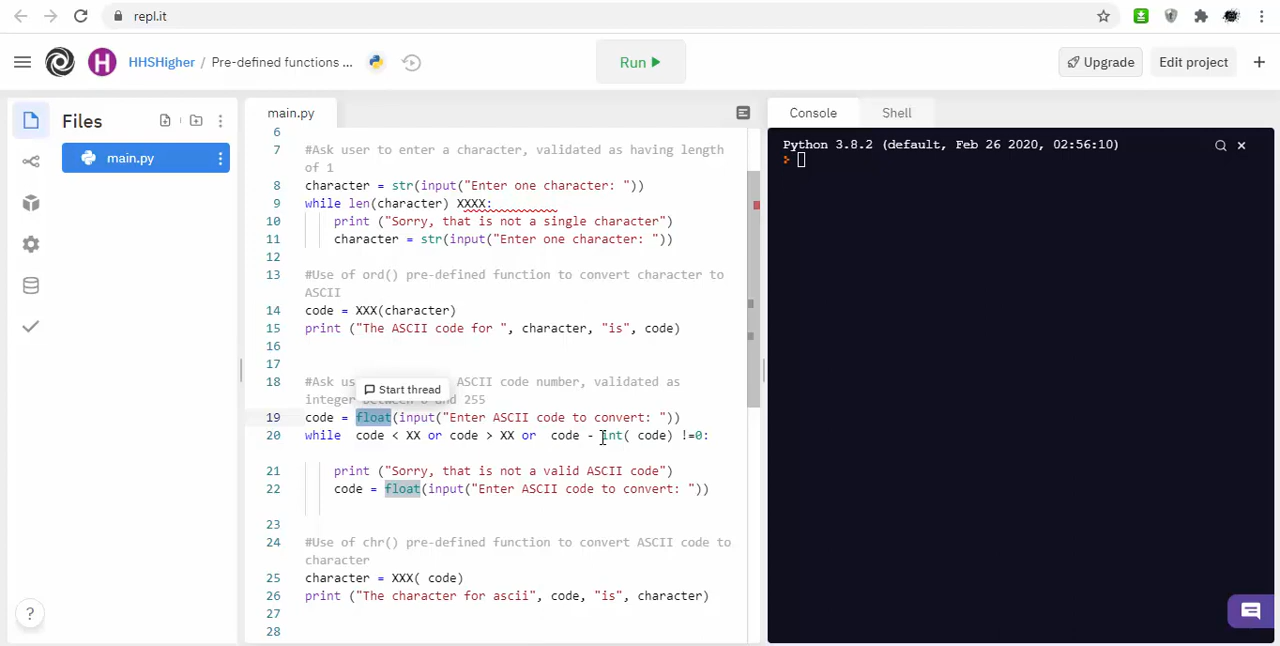 repl.it
HHSHigher / Pre-defined functions ...
Run
Upgrade
Edit project
Files
main.py
main.py
6
7 #Ask user to enter a character, validated as having length
of 1
8 character = str(input("Enter one character: "))
9 while len(character) XXXX:
10 print ("Sorry, that is not a single character")
11 character = str(input("Enter one character: "))
12
13 #Use of ord() pre-defined function to convert character to
ASCII
14 code = XXX(character)
15 print ("The ASCII code for ", character, "is", code)
16
17
Start thread
18 #Ask us ASCII code number, validated as
integer between 0 and 255
19 code = float(input("Enter ASCII code to convert: "))
20 while code < XX or code > XX or code - int( code) !=0:
21 print ("Sorry, that is not a valid ASCII code")
22 code = float(input("Enter ASCII code to convert: "))
23
24 #Use of chr() pre-defined function to convert ASCII code to
character
25 character = XXX( code)
26 print ("The character for ascii", code, "is", character)
27
28
Console
Shell
Python 3.8.2 (default, Feb 26 2020, 02:56:10)
H
?